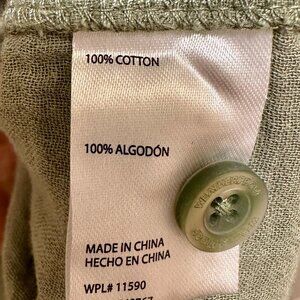 100% COTTON
100% ALGODÓN
MADE IN CHINA
HECHO EN CHINA
WPL# 11590